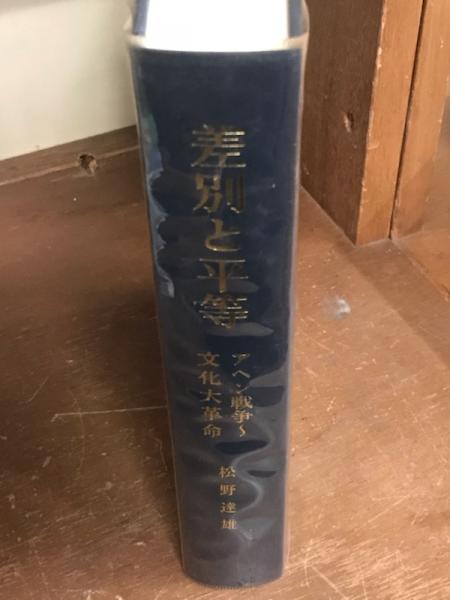 差別と平等
アヘン戦争~
文化大革命
松野達雄